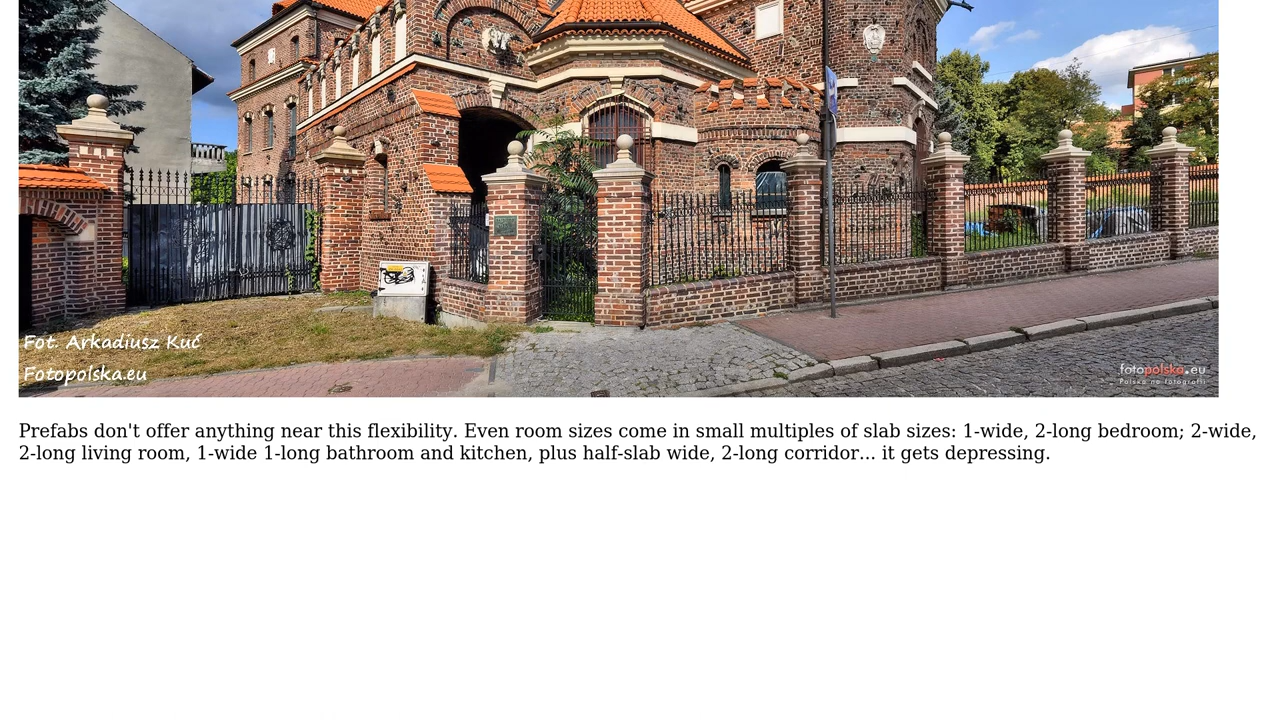 Fot. Arkadiusz Kuć
Fotopolska.eu
fotopolska.eu
Polska na fotografii
Prefabs don't offer anything near this flexibility. Even room sizes come in small multiples of slab sizes: 1-wide, 2-long bedroom; 2-wide,
2-long living room, 1-wide 1-long bathroom and kitchen, plus half-slab wide, 2-long corridor... it gets depressing.